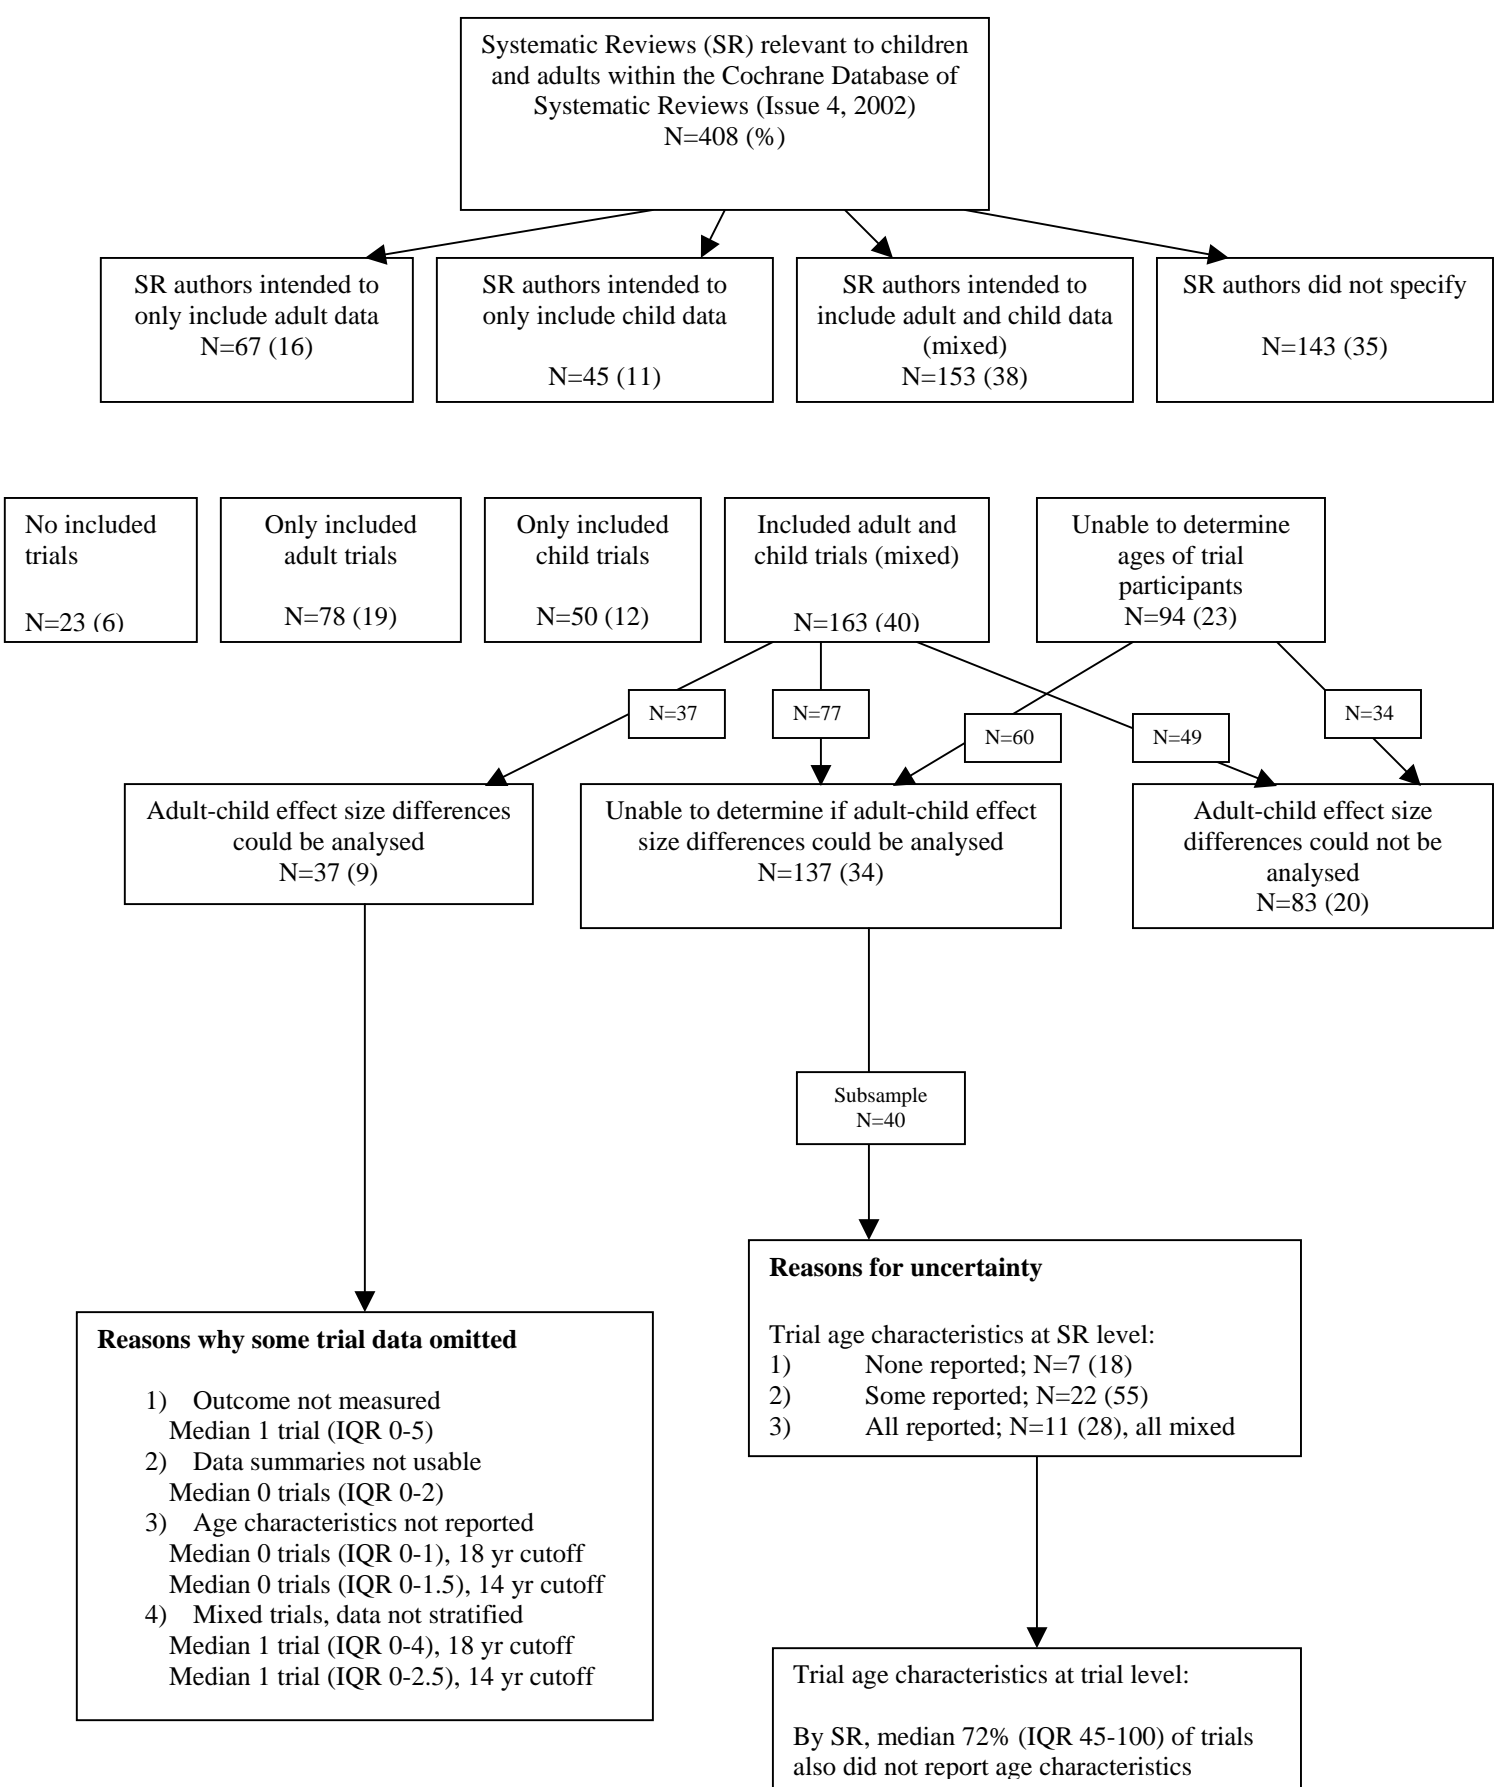 Systematic Reviews (SR) relevant to children
and adults within the Cochrane Database of
Systematic Reviews (Issue 4, 2002)
N=408 (%)
SR authors intended to
only include adult data
N=67 (16)
SR authors intended to
only include child data
N=45 (11)
SR authors intended to
include adult and child data
(mixed)
N=153 (38)
SR authors did not specify
N=143 (35)
No included
trials
N=23 (6)
Only included
adult trials
N=78 (19)
Only included
child trials
N=50 (12)
Included adult and
child trials (mixed)
N=163 (40)
Unable to determine
ages of trial
participants
N=94 (23)
N=37
N=77
N=60
N=49
N=34
Adult-child effect size differences
could be analysed
N=37 (9)
Unable to determine if adult-child effect
size differences could be analysed
N=137 (34)
Adult-child effect size
differences could not be
analysed
N=83 (20)
Subsample
N=40
Reasons for uncertainty
Trial age characteristics at SR level:
1) None reported; N=7 (18)
2) Some reported; N=22 (55)
3) All reported; N=11 (28), all mixed
Reasons why some trial data omitted
1) Outcome not measured
Median 1 trial (IQR 0-5)
2) Data summaries not usable
Median 0 trials (IQR 0-2)
3) Age characteristics not reported
Median 0 trials (IQR 0-1), 18 yr cutoff
Median 0 trials (IQR 0-1.5), 14 yr cutoff
4) Mixed trials, data not stratified
Median 1 trial (IQR 0-4), 18 yr cutoff
Median 1 trial (IQR 0-2.5), 14 yr cutoff
Trial age characteristics at trial level:
By SR, median 72% (IQR 45-100) of trials
also did not report age characteristics